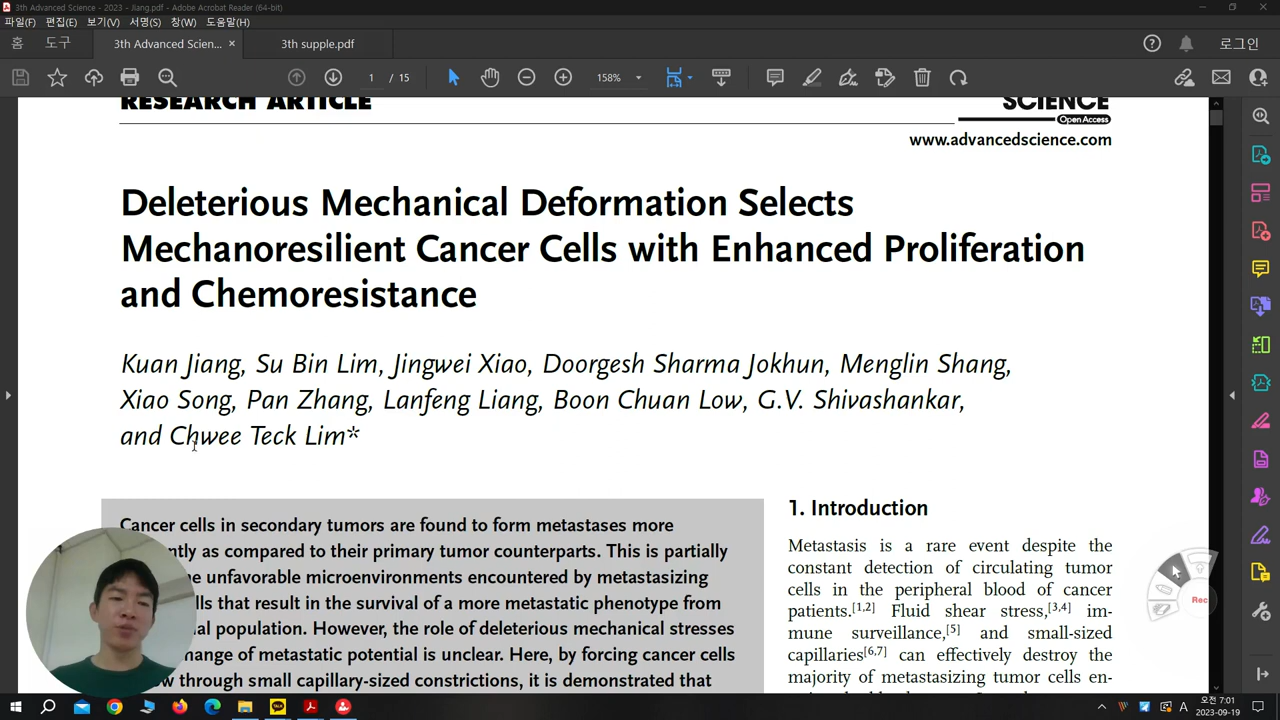 3th Advanced Science - 2023 - Jiang.pdf - Adobe Acrobat Reader (64-bit)
파일(F) 편집(E) 보기(V) 서명(S) 창(W) 도움말(H)
홈 도구 3th Advanced Scien... × 3th supple.pdf 로그인
1 / 15 158%
RESEARCH ARTICLE
SCIENCE
Open Access
www.advancedscience.com
Deleterious Mechanical Deformation Selects
Mechanoresilient Cancer Cells with Enhanced Proliferation
and Chemoresistance
Kuan Jiang, Su Bin Lim, Jingwei Xiao, Doorgesh Sharma Jokhun, Menglin Shang,
Xiao Song, Pan Zhang, Lanfeng Liang, Boon Chuan Low, G.V. Shivashankar,
and Chwee Teck Lim*
Cancer cells in secondary tumors are found to form metastases more
ntly as compared to their primary tumor counterparts. This is partially
e unfavorable microenvironments encountered by metastasizing
lls that result in the survival of a more metastatic phenotype from
al population. However, the role of deleterious mechanical stresses
hange of metastatic potential is unclear. Here, by forcing cancer cells
w through small capillary-sized constrictions, it is demonstrated that
1. Introduction
Metastasis is a rare event despite the
constant detection of circulating tumor
cells in the peripheral blood of cancer
patients.[1,2] Fluid shear stress,[3,4] im-
mune surveillance,[5] and small-sized
capillaries[6,7] can effectively destroy the
majority of metastasizing tumor cells en-
Rec
TALK
오전 7:01
2023-09-19